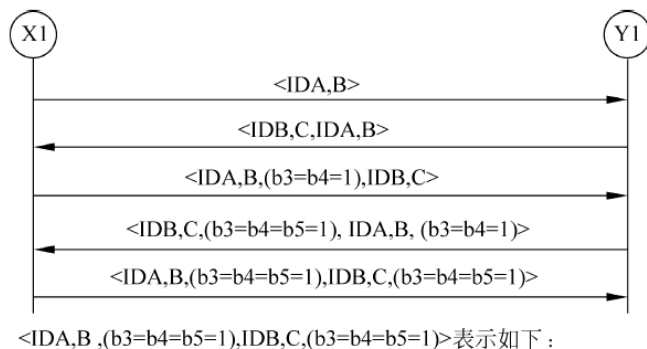 X1
Y1
<IDA,B>
<IDB,C,IDA,B>
<IDA,B,(b3=b4=1),IDB,C>
<IDB,C,(b3=b4=b5=1), IDA,B, (b3=b4=1)>
<IDA,B,(b3=b4=b5=1),IDB,C,(b3=b4=b5=1)>
<IDA,B ,(b3=b4=b5=1),IDB,C,(b3=b4=b5=1)>表示如下：